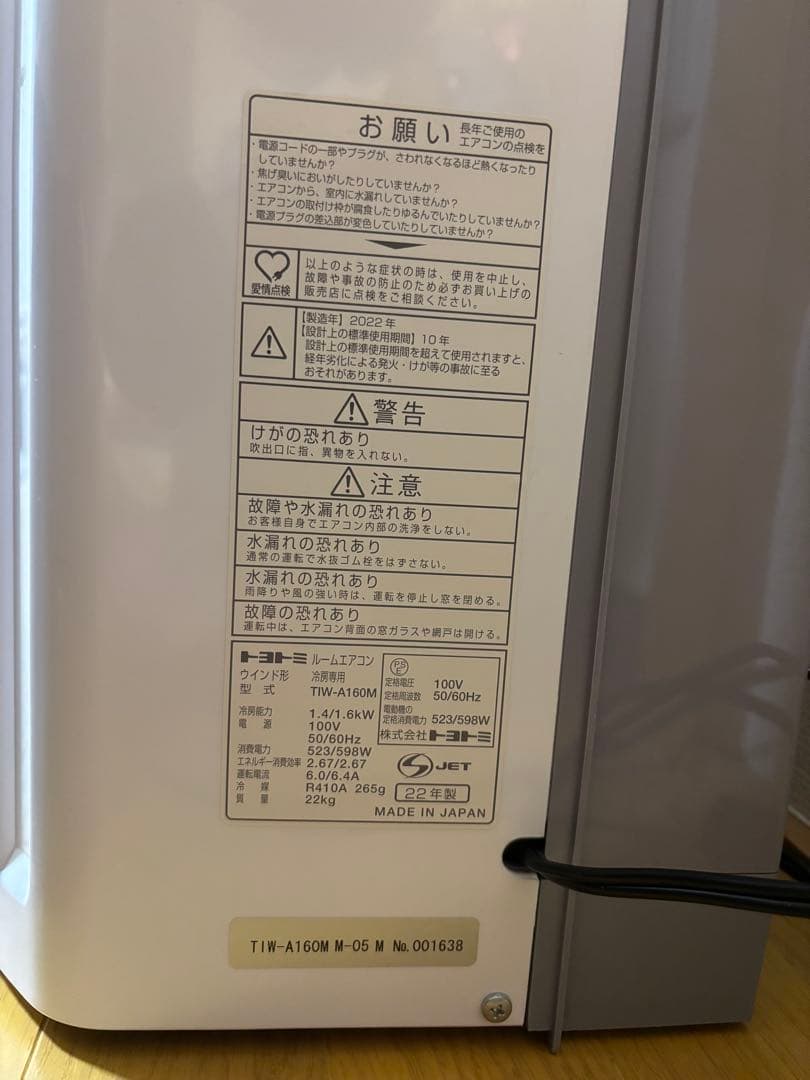 お願い 長年ご使用の
エアコンの点検を
・電源コードの一部やプラグが、さわれなくなるほど熱くなったり
していませんか？
・焦げ臭いにおいがしたりしていませんか？
・エアコンから、室内に水漏れしていませんか？
・エアコンの取付け枠が腐食したりゆるんでいたりしていませんか？
・電源プラグの差込部が変色していたりしていませんか？
愛情点検
以上のような症状の時は、使用を中止し、
故障や事故の防止のため必ずお買い上げの
販売店に点検をご相談ください。
【製造年】2022年
【設計上の標準使用期間】10年
設計上の標準使用期間を超えて使用されますと、
経年劣化による発火・けが等の事故に至る
おそれがあります。
警告
けがの恐れあり
吹出口に指、異物を入れない。
注意
故障や水漏れの恐れあり
お客様自身でエアコン内部の洗浄をしない。
水漏れの恐れあり
通常の運転で水抜ゴム栓をはずさない。
水漏れの恐れあり
雨降りや風の強い時は、運転を停止し窓を閉める。
故障の恐れあり
運転中は、エアコン背面の窓ガラスや網戸は開ける。
トヨトミ ルームエアコン
ウインド形 冷房専用
型式 TIW-A160M
冷房能力 1.4/1.6kW
電源 100V
50/60Hz
消費電力 523/598W
エネルギー消費効率 2.67/2.67
運転電流 6.0/6.4A
冷媒 R410A 265g
質量 22kg
PSE
定格電圧 100V
定格周波数 50/60Hz
電動機の
定格消費電力 523/598W
株式会社トヨトミ
JET
22年製
MADE IN JAPAN
TIW-A160M M-05 M No.001638